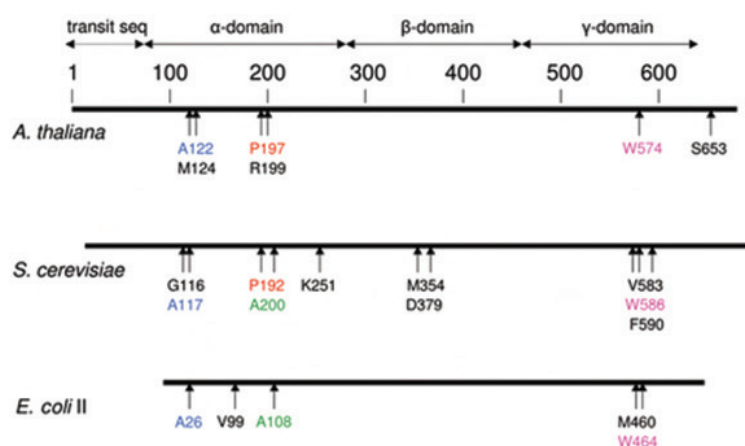 transit seq α-domain β-domain γ-domain
1 100 200 300 400 500 600
A. thaliana
A122 P197 W574 S653
M124 R199
S. cerevisiae
G116 P192 K251 M354 V583
A117 A200 D379 W586
F590
E. coli II
A26 V99 A108 M460
W464